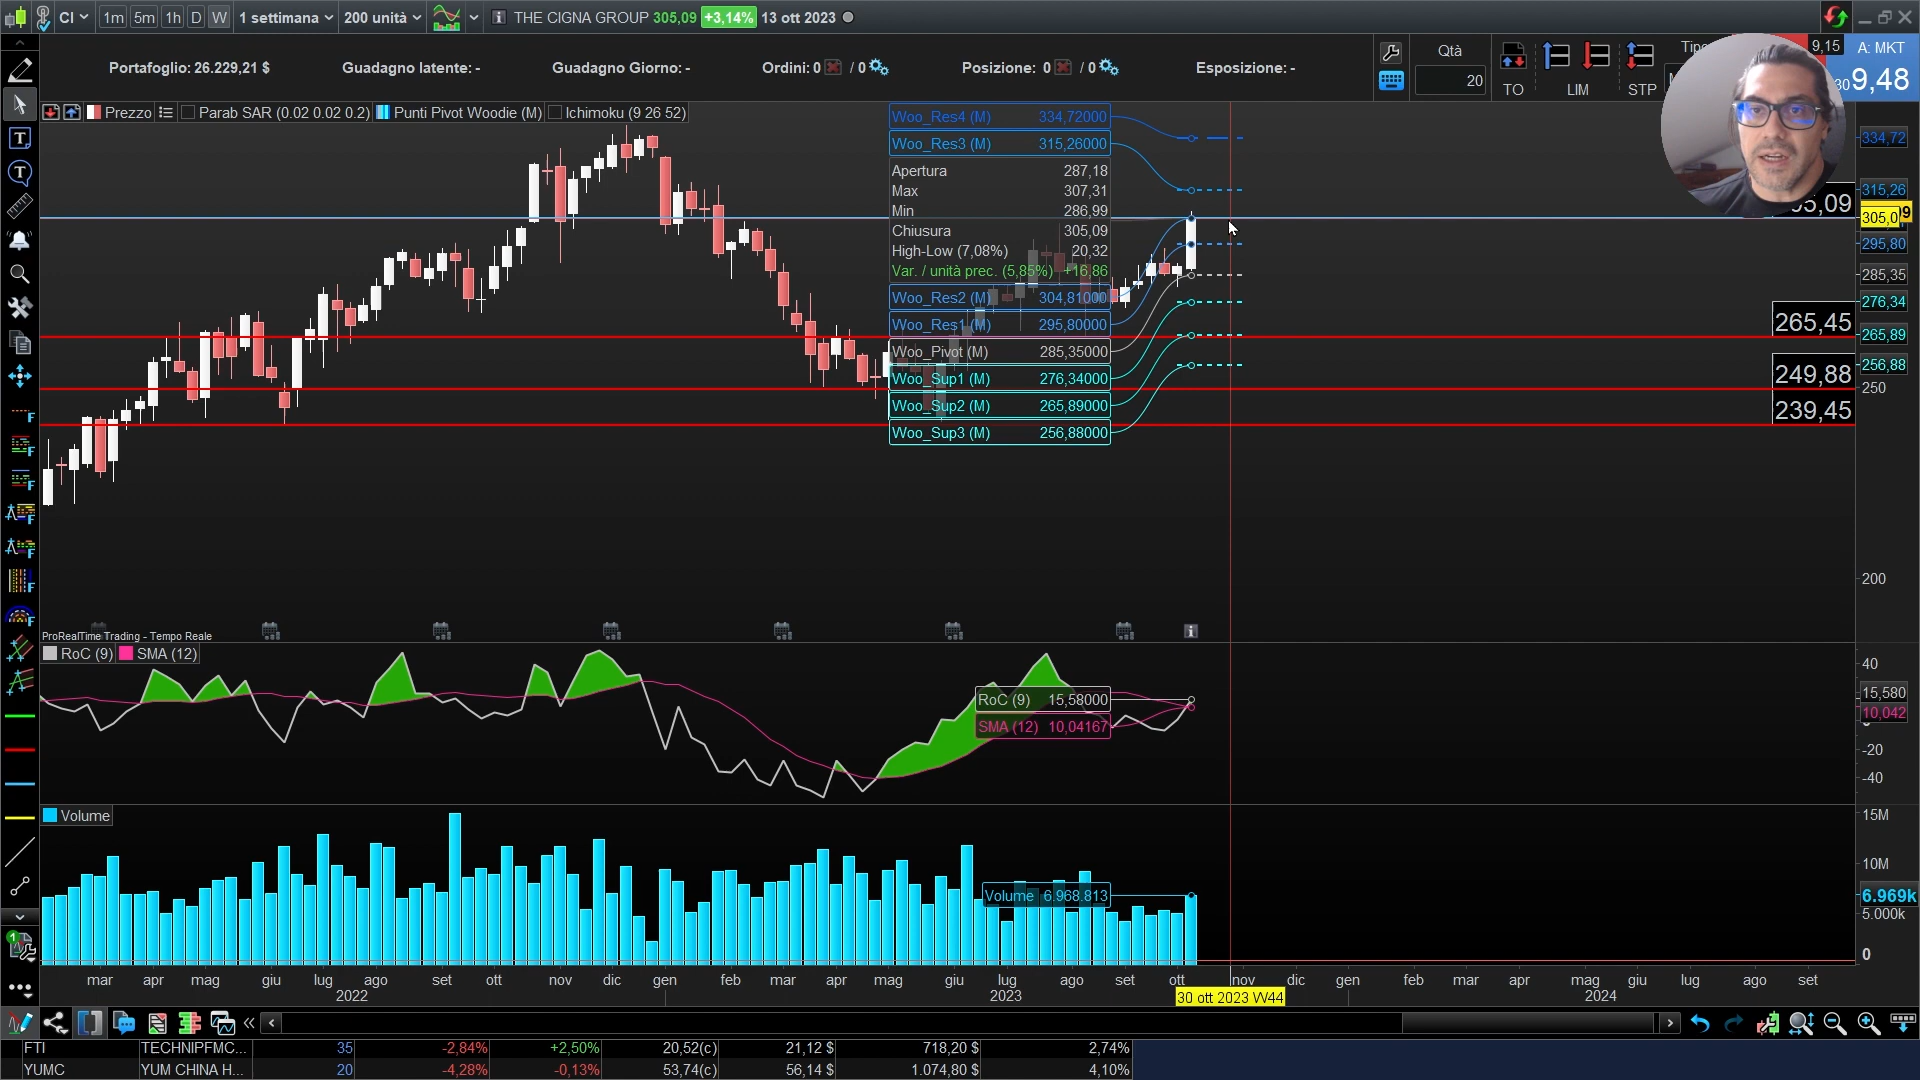 CI 1m 5m 1h D W 1 settimana 200 unità THE CIGNA GROUP 305,09 +3,14% 13 ott 2023
Portafoglio: 26.229,21 $ Guadagno latente: - Guadagno Giorno: - Ordini: 0 / 0 Posizione: 0 / 0 Esposizione: -
Qtà
20
TO LIM STP
Tipo
9,15
A: MKT
30 9,48
Prezzo Parab SAR (0.02 0.02 0.2) Punti Pivot Woodie (M) Ichimoku (9 26 52)
Woo_Res4 (M) 334,72000
Woo_Res3 (M) 315,26000
Apertura 287,18
Max 307,31
Min 286,99
Chiusura 305,09
High-Low (7,08%) 20,32
Var. / unità prec. (5,85%) +16,86
Woo_Res2 (M) 304,81000
Woo_Res1 (M) 295,80000
Woo_Pivot (M) 285,35000
Woo_Sup1 (M) 276,34000
Woo_Sup2 (M) 265,89000
Woo_Sup3 (M) 256,88000
334,72
315,26
305,0
295,80
285,35
276,34
265,89
256,88
250
200
265,45
249,88
239,45
ProRealTime Trading - Tempo Reale
RoC (9) SMA (12)
RoC (9) 15,58000
SMA (12) 10,04167
40
15,580
10,042
-20
-40
Volume
Volume 6.968.813
15M
10M
6.969k
5.000k
0
mar apr mag giu lug ago set ott nov dic gen feb mar apr mag giu lug ago set ott nov dic gen feb mar apr mag giu lug ago set
2022 2023 2024
30 ott 2023 W44
FTI TECHNIPFMC... 35 -2,84% +2,50% 20,52(c) 21,12 $ 718,20 $ 2,74%
YUMC YUM CHINA H... 20 -4,28% -0,13% 53,74(c) 56,14 $ 1.074,80 $ 4,10%